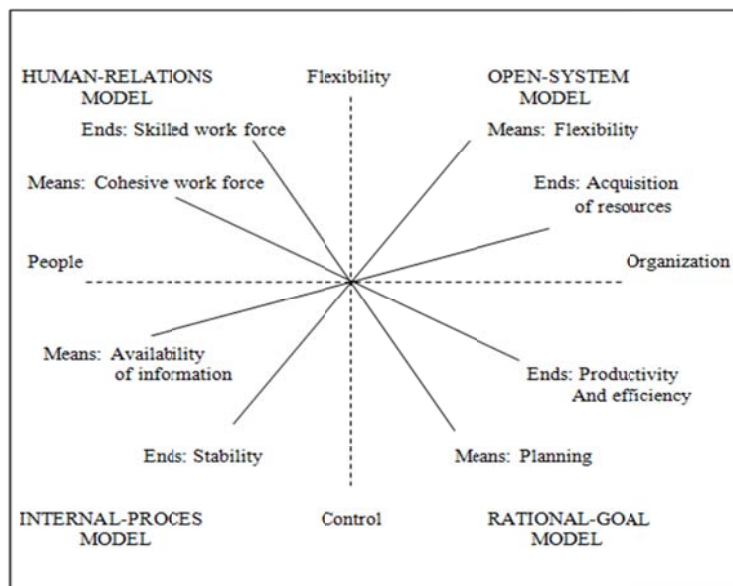 HUMAN-RELATIONS
MODEL
Flexibility
OPEN-SYSTEM
MODEL
Ends: Skilled work force
Means: Flexibility
Means: Cohesive work force
Ends: Acquisition
of resources
People
Organization
Means: Availability
of information
Ends: Productivity
And efficiency
Ends: Stability
Means: Planning
INTERNAL-PROCES
MODEL
Control
RATIONAL-GOAL
MODEL